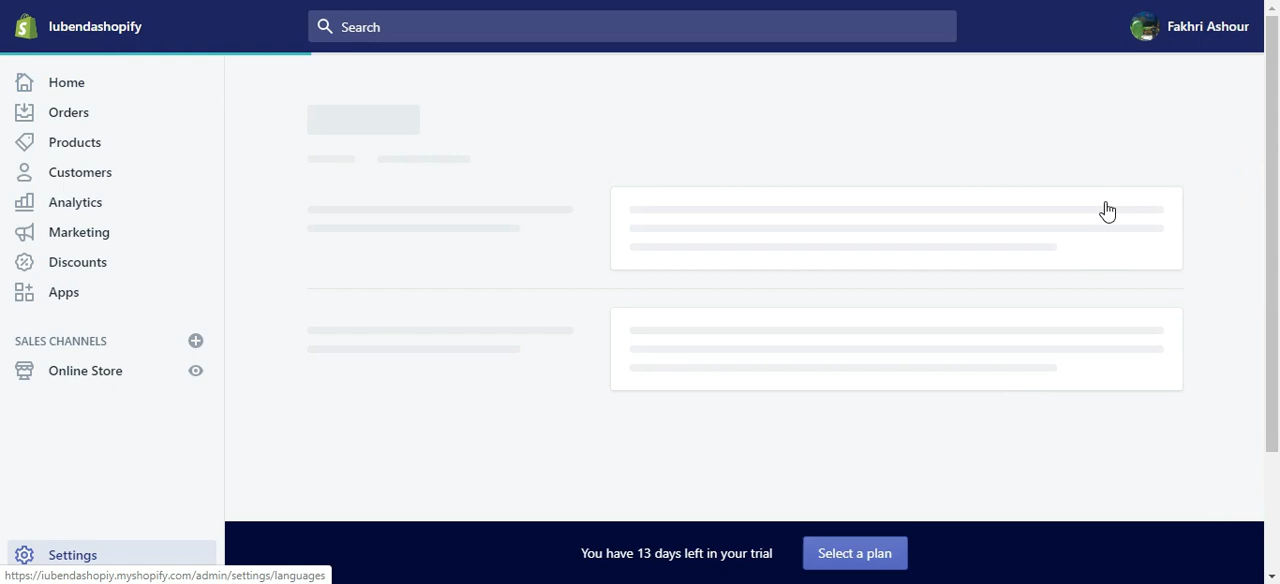 lubendashopify
Search
Fakhri Ashour
Home
Orders
Products
Customers
Analytics
Marketing
Discounts
Apps
SALES CHANNELS
Online Store
Settings
You have 13 days left in your trial
Select a plan
https://iubendashopiy.myshopify.com/admin/settings/languages